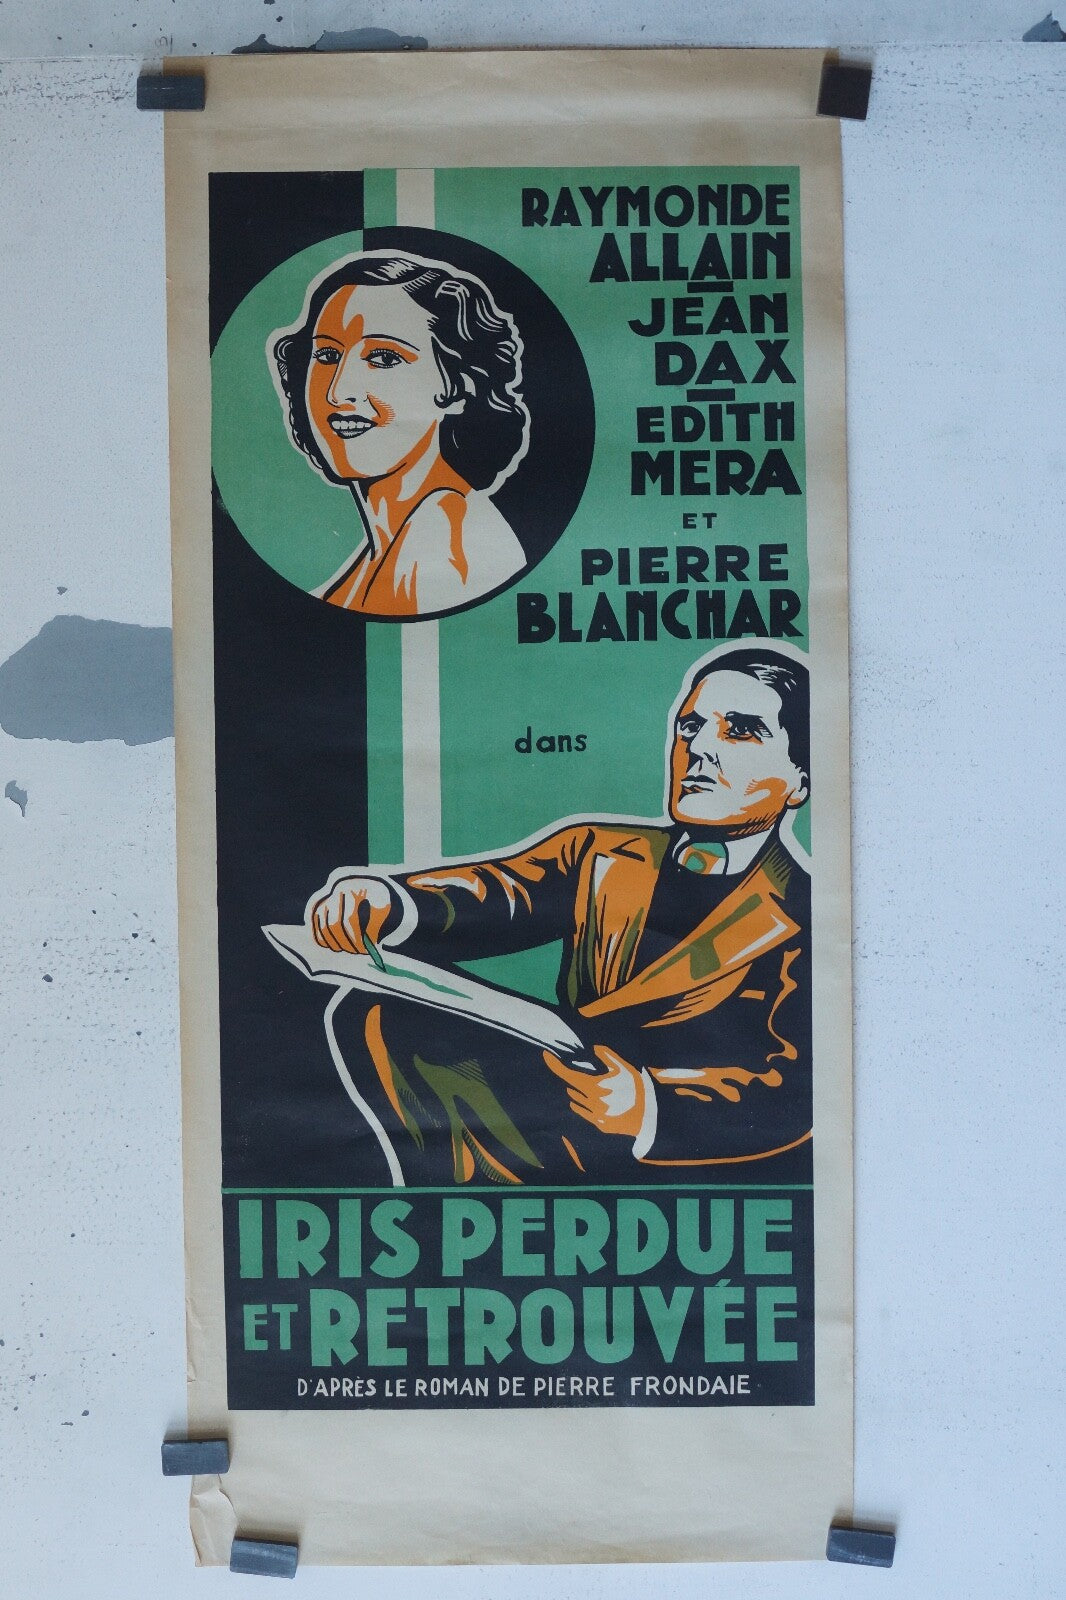 RAYMONDE
ALLAIN
JEAN
DAX
EDITH
MERA
ET
PIERRE
BLANCHAR
dans
IRIS PERDUE
ET RETROUVÉE
D'APRÈS LE ROMAN DE PIERRE FRONDAIE